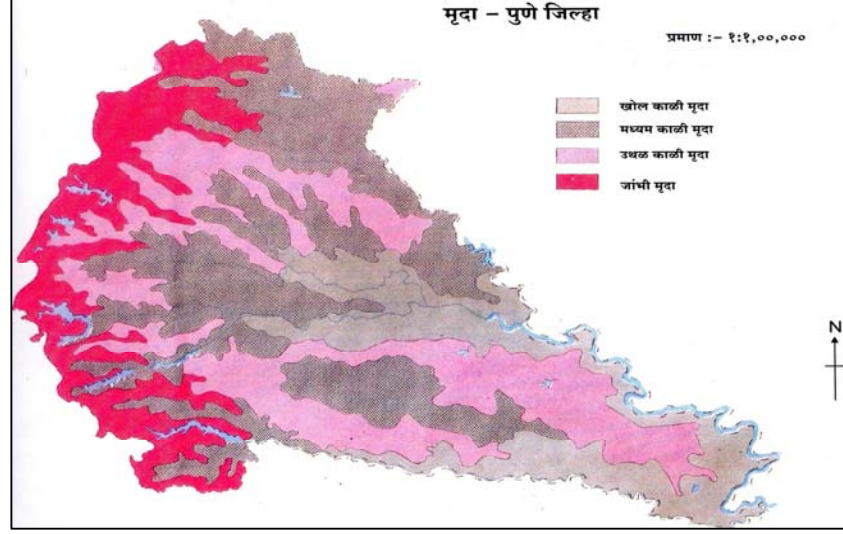 मृदा – पुणे जिल्हा
प्रमाण :– १:१,००,०००
खोल काळी मृदा
मध्यम काळी मृदा
उथळ काळी मृदा
जांभी मृदा
N